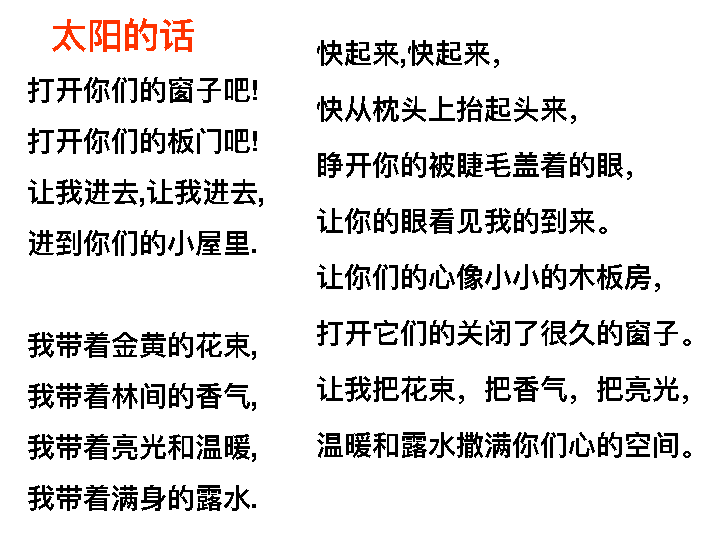 太阳的话
打开你们的窗子吧!
打开你们的板门吧!
让我进去,让我进去,
进到你们的小屋里.
我带着金黄的花束,
我带着林间的香气,
我带着亮光和温暖,
我带着满身的露水.
快起来,快起来，
快从枕头上抬起头来，
睁开你的被睫毛盖着的眼，
让你的眼看见我的到来。
让你们的心像小小的木板房，
打开它们的关闭了很久的窗子。
让我把花束，把香气，把亮光，
温暖和露水撒满你们心的空间。